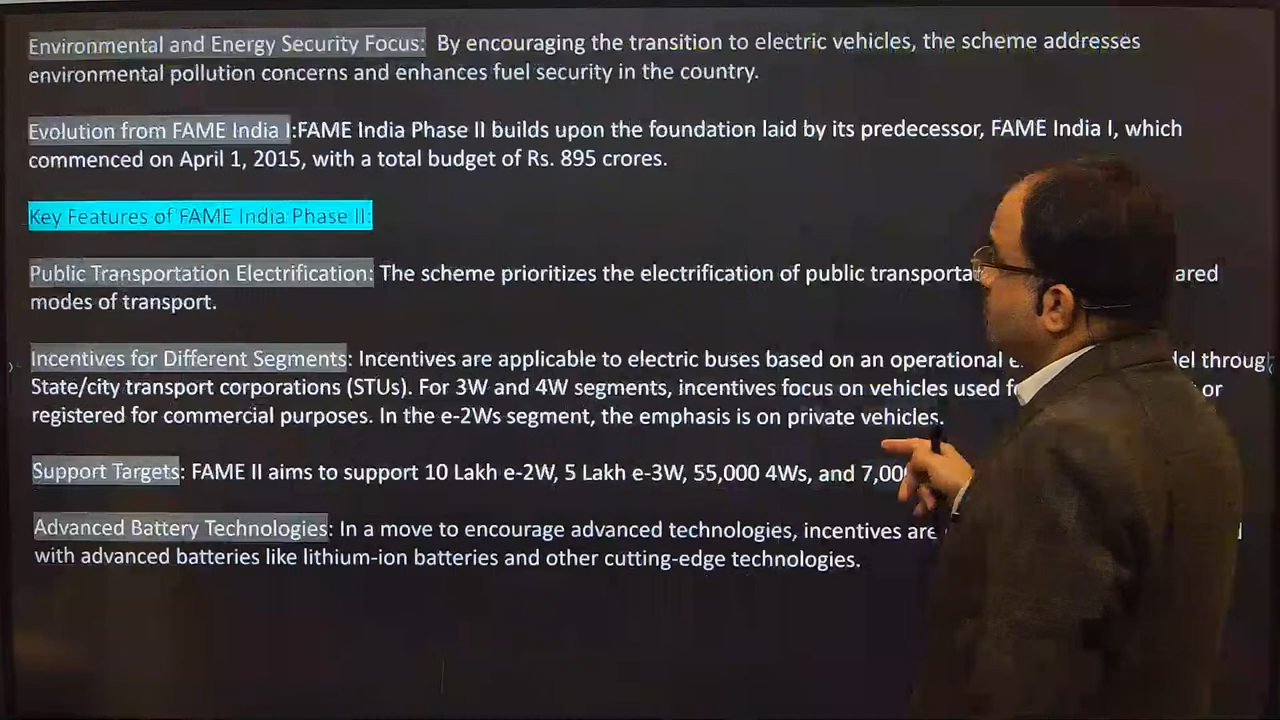 Environmental and Energy Security Focus: By encouraging the transition to electric vehicles, the scheme addresses
environmental pollution concerns and enhances fuel security in the country.
Evolution from FAME India I:FAME India Phase II builds upon the foundation laid by its predecessor, FAME India I, which
commenced on April 1, 2015, with a total budget of Rs. 895 crores.
Key Features of FAME India Phase II:
Public Transportation Electrification: The scheme prioritizes the electrification of public
modes of transport.
Incentives for Different Segments: Incentives are applicable to electric buses based on an operational
State/city transport corporations (STUs). For 3W and 4W segments, incentives focus on vehicles used or
registered for commercial purposes. In the e-2Ws segment, the emphasis is on private vehicles.
Support Targets: FAME II aims to support 10 Lakh e-2W, 5 Lakh e-3W, 55,000 4Ws, and
Advanced Battery Technologies: In a move to encourage advanced technologies, incentives are
with advanced batteries like lithium-ion batteries and other cutting-edge technologies.